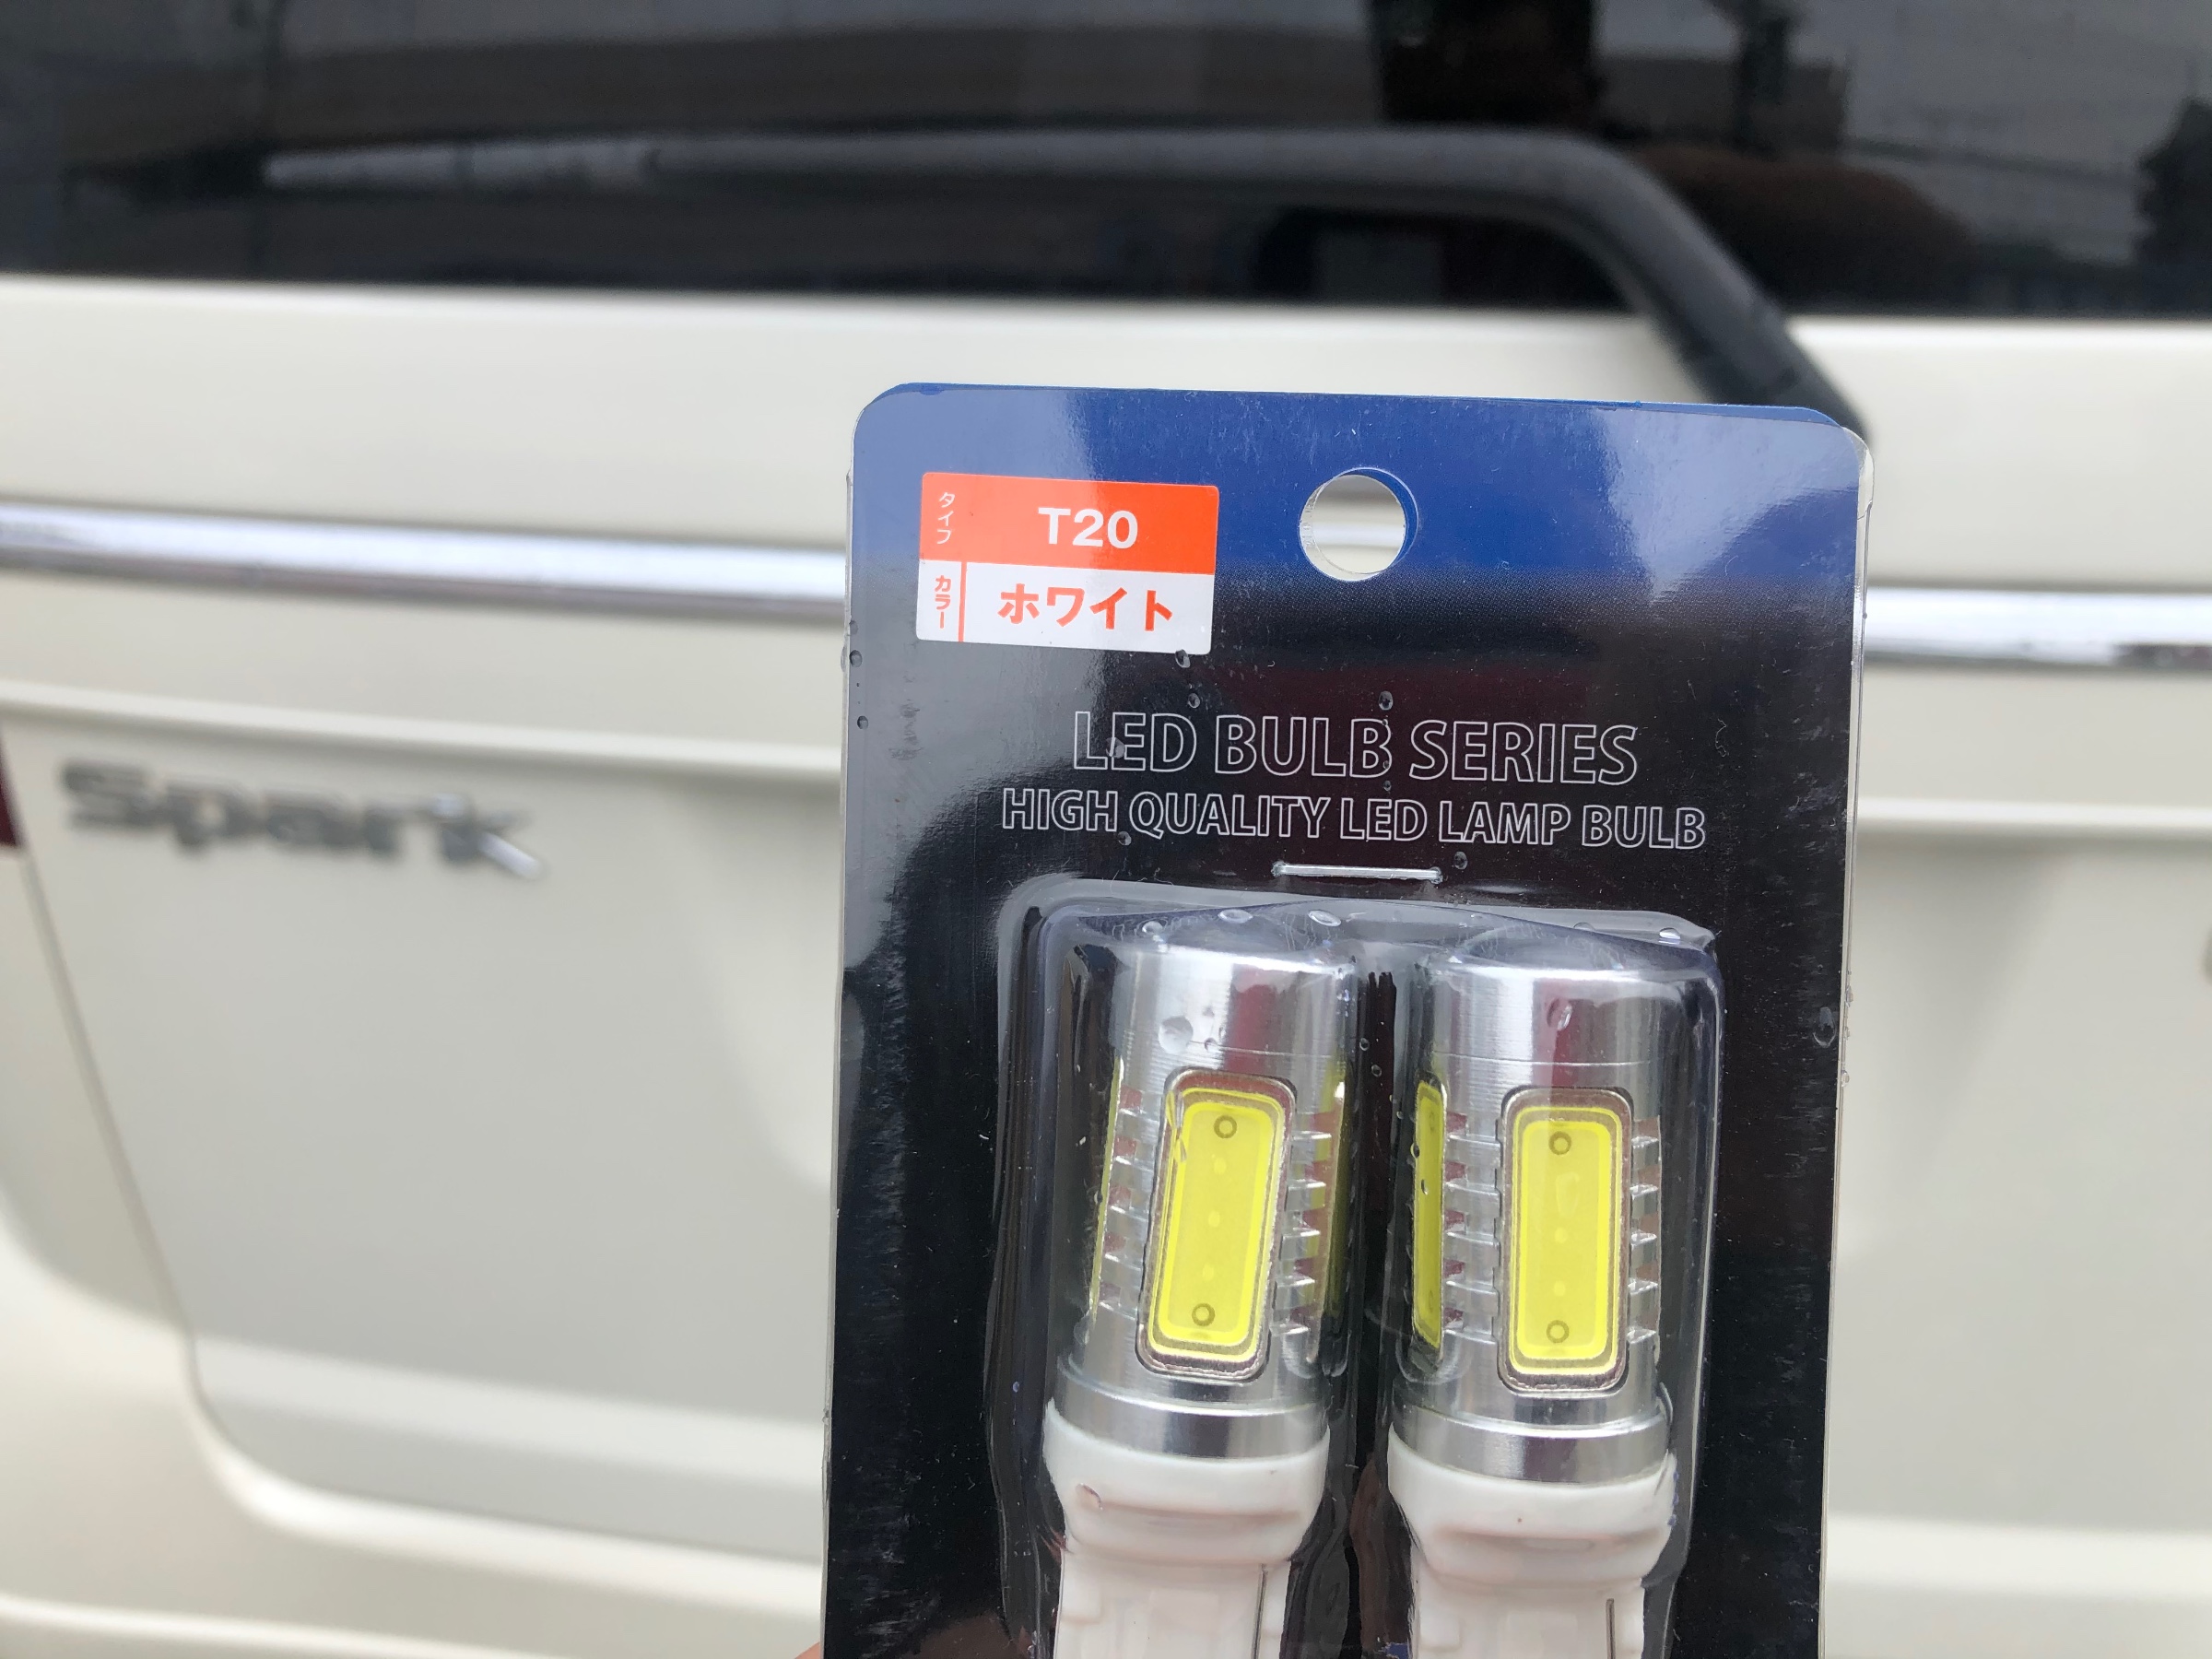 タイプ T20
カラー ホワイト
LED BULB SERIES
HIGH QUALITY LED LAMP BULB
Spark